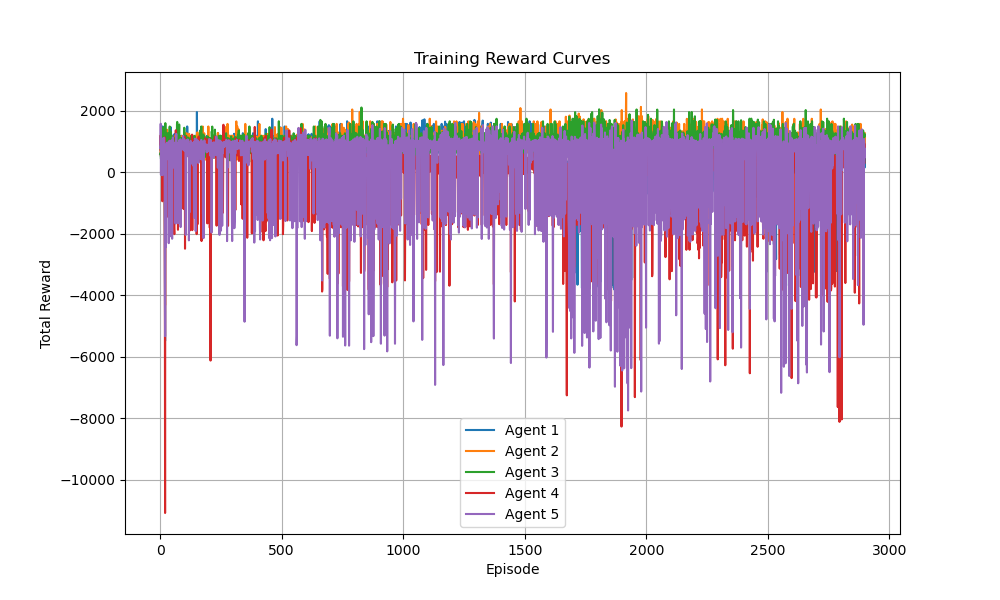 Training Reward Curves
2000
0
−2000
−4000
−6000
−8000
−10000
Total Reward
Agent 1
Agent 2
Agent 3
Agent 4
Agent 5
0 500 1000 1500 2000 2500 3000
Episode